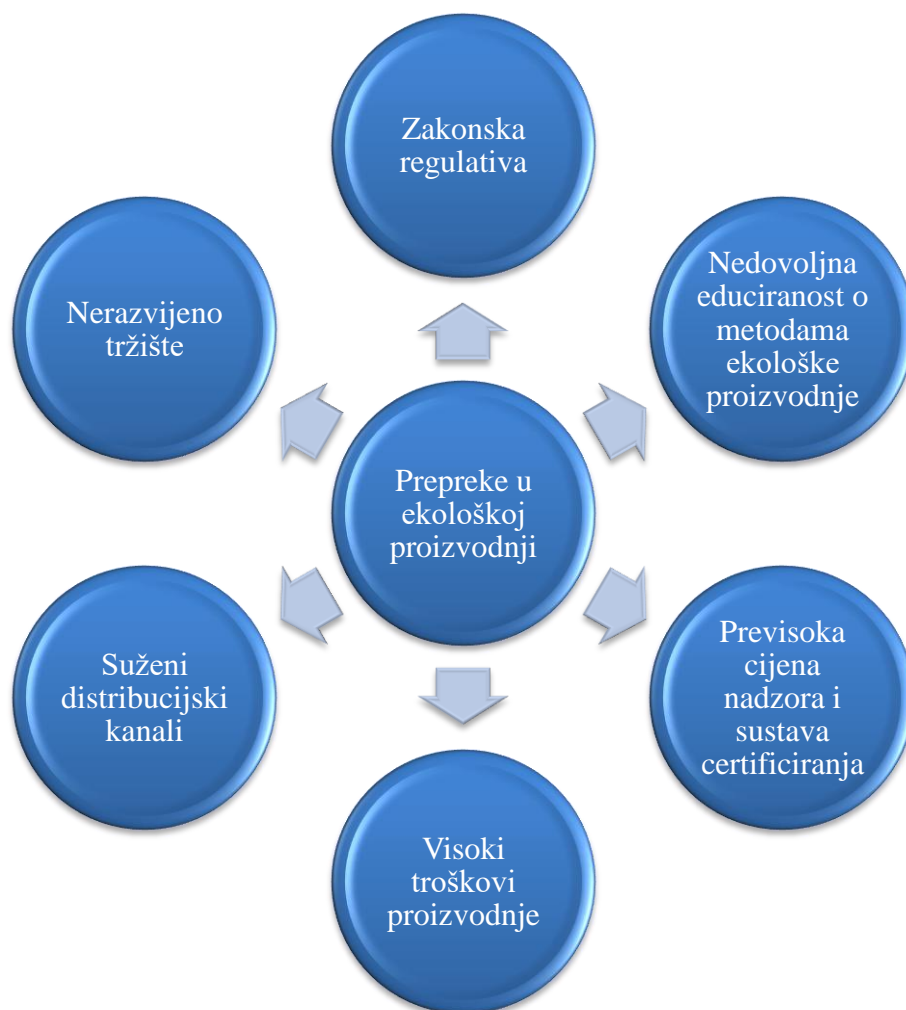 Zakonska
regulativa
Nedovoljna
educiranost o
metodama
ekološke
proizvodnje
Previsoka
cijena
nadzora i
sustava
certificiranja
Visoki
troškovi
proizvodnje
Suženi
distribucijski
kanali
Nerazvijeno
tržište
Prepreke u
ekološkoj
proizvodnji